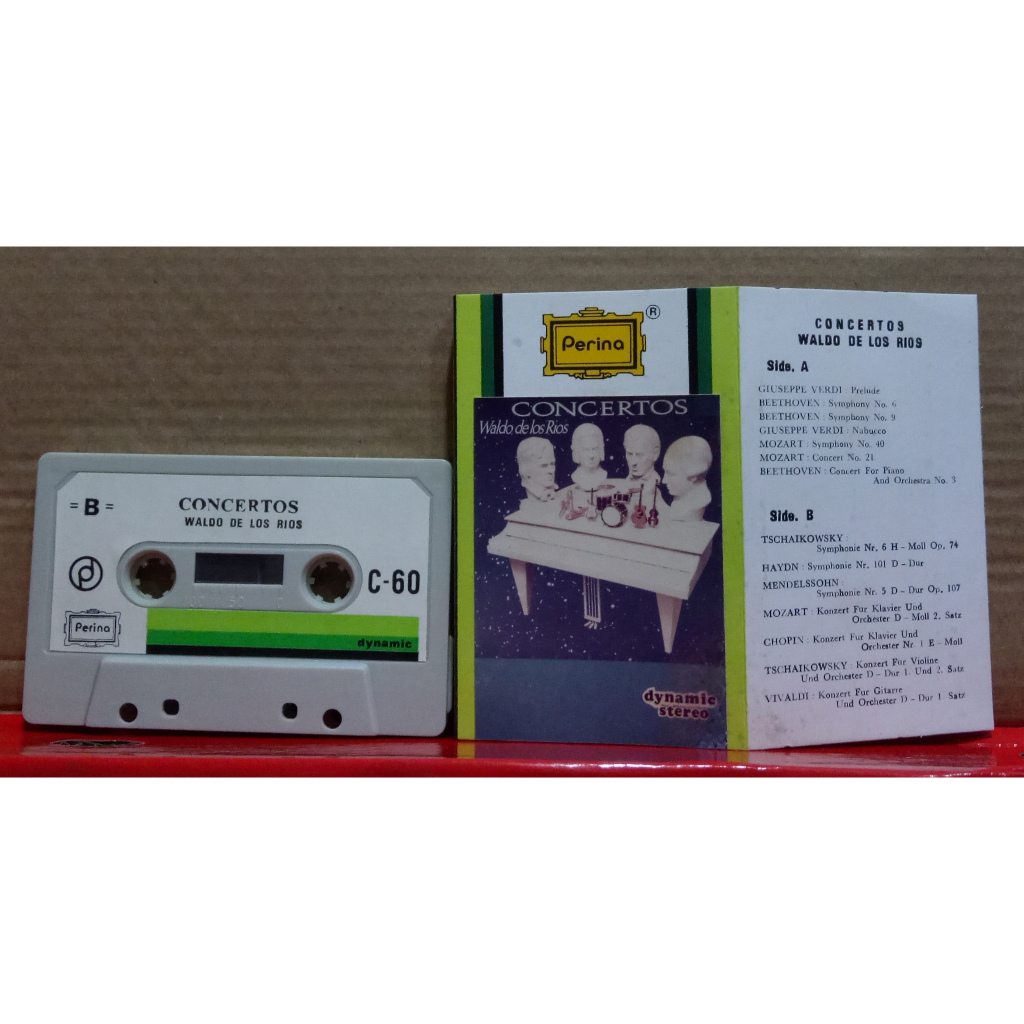 = B =
CONCERTOS
WALDO DE LOS RIOS
C-60
Perina
dynamic
Perina
®
CONCERTOS
Waldo de los Rios
dynamic
stereo
CONCERTOS
WALDO DE LOS RIOS
Side. A
GIUSEPPE VERDI : Prelude
BEETHOVEN : Symphony No. 6
BEETHOVEN : Symphony No. 9
GIUSEPPE VERDI : Nabucco
MOZART : Symphony No. 40
MOZART : Concert No. 21
BEETHOVEN : Concert For Piano
And Orchestra No. 3
Side. B
TSCHAIKOWSKY :
Symphonie Nr. 6 H - Moll Op. 74
HAYDN : Symphonie Nr. 101 D - Dur
MENDELSSOHN :
Symphonie Nr. 5 D - Dur Op. 107
MOZART : Konzert Fur Klavier Und
Orchester D - Moll 2. Satz
CHOPIN : Konzert Fur Klavier Und
Orchester Nr. 1 E - Moll
TSCHAIKOWSKY : Konzert Fur Violine
Und Orchester D - Dur 1. Und 2. Satz
VIVALDI : Konzert Fur Gitarre
Und Orchester D - Dur 1 Satz